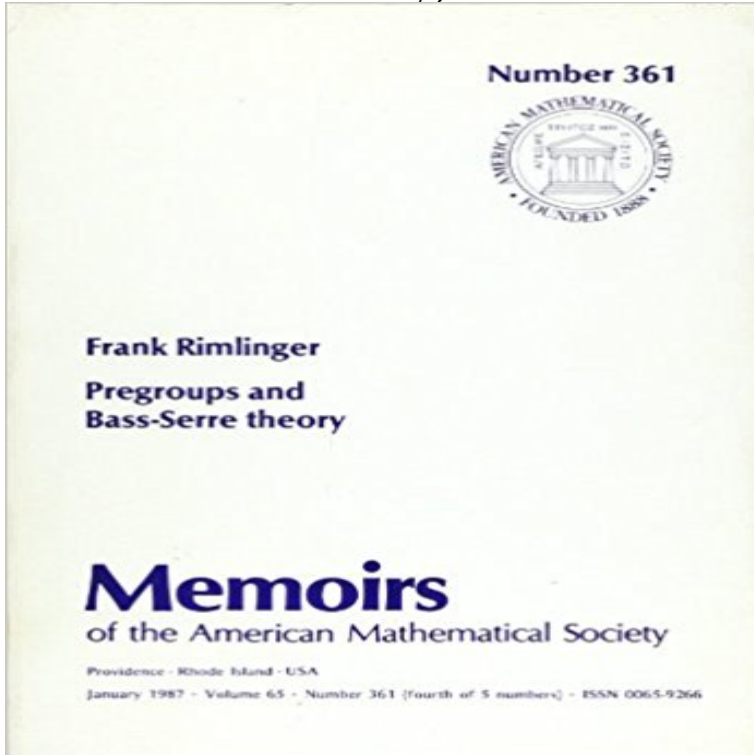 Number 361
AMERICAN MATHEMATICAL SOCIETY
FOUNDED 1888
Frank Rimlinger
Pregroups and
Bass-Serre theory
Memoirs
of the American Mathematical Society
Providence · Rhode Island · USA
January 1987 · Volume 65 · Number 361 (fourth of 5 numbers) · ISSN 0065-9266